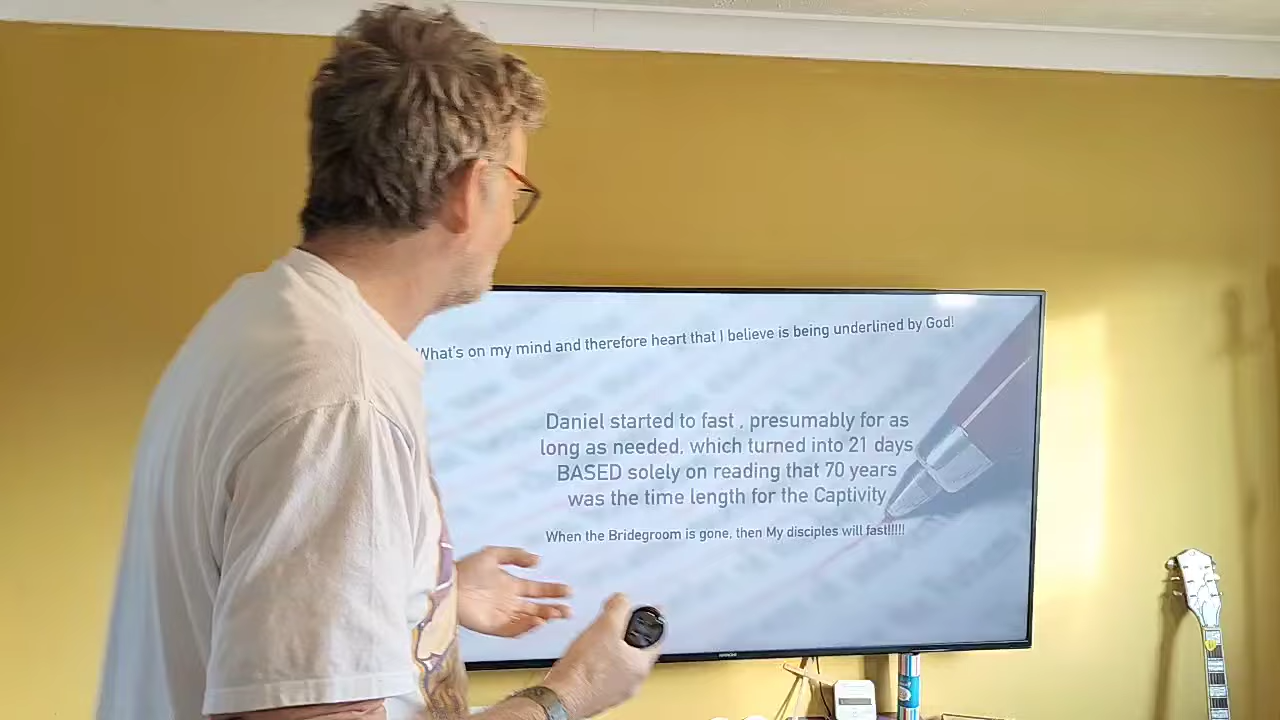 What's on my mind and therefore heart that I believe is being underlined by God!
Daniel started to fast , presumably for as
long as needed, which turned into 21 days
BASED solely on reading that 70 years
was the time length for the Captivity
When the Bridegroom is gone, then My disciples will fast!!!!!
HITACHI